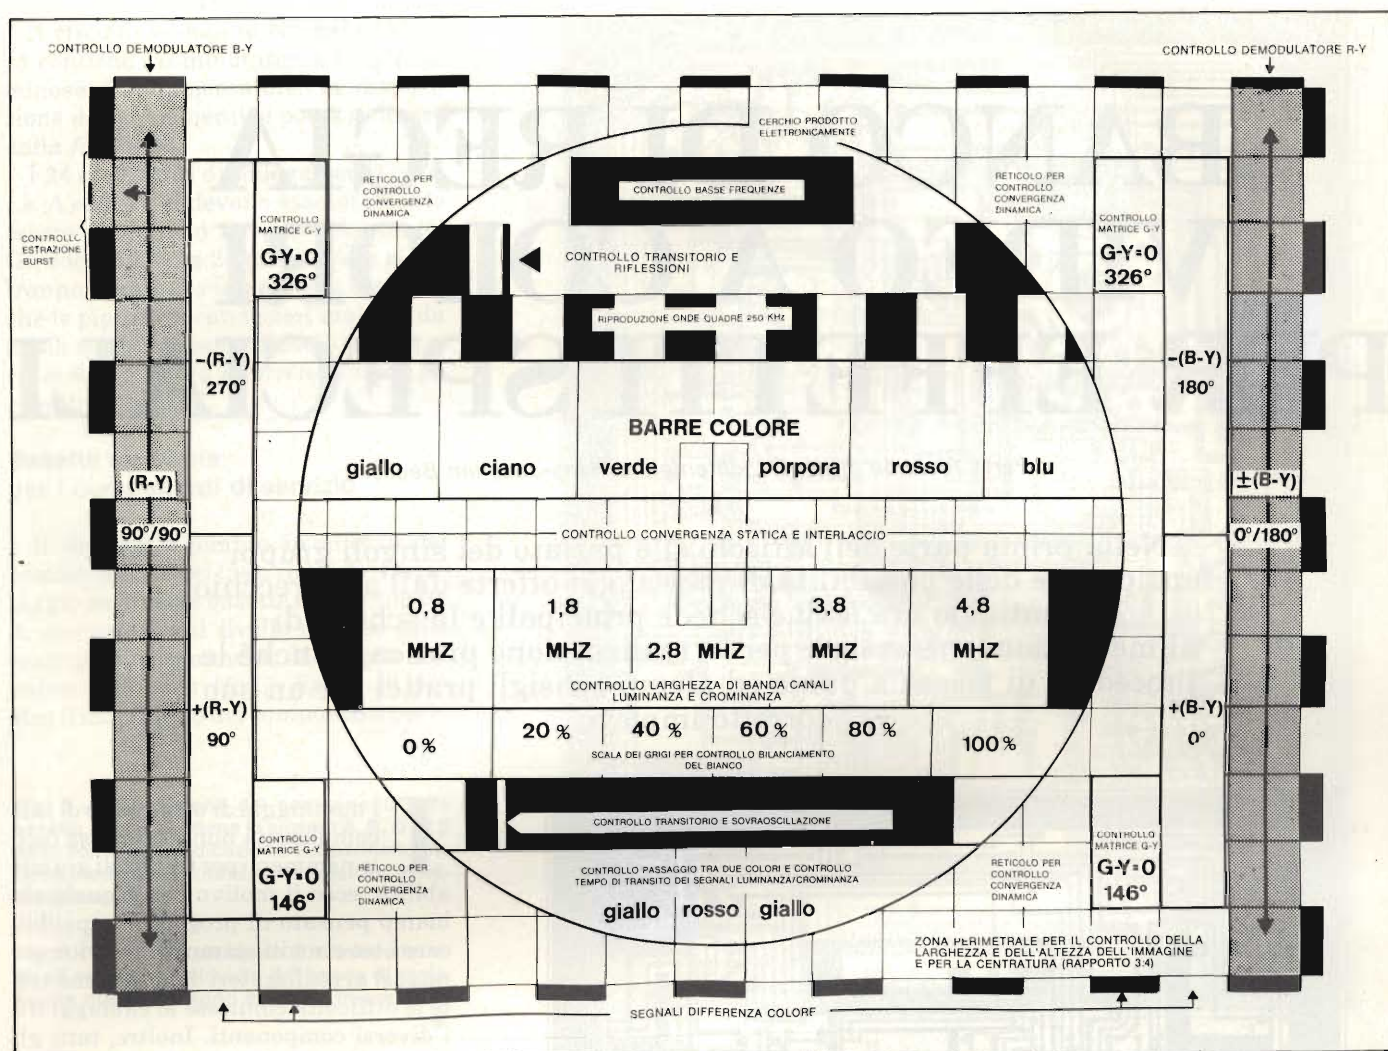 CONTROLLO DEMODULATORE B-Y
CONTROLLO DEMODULATORE R-Y
CERCHIO PRODOTTO
ELETTRONICAMENTE
CONTROLLO BASSE FREQUENZE
RETICOLO PER
CONTROLLO
CONVERGENZA
DINAMICA
RETICOLO PER
CONTROLLO
CONVERGENZA
DINAMICA
CONTROLLO
MATRICE G-Y
G-Y=0
326°
CONTROLLO
MATRICE G-Y
G-Y=0
326°
CONTROLLO
ESTRAZIONE
BURST
CONTROLLO TRANSITORIO E
RIFLESSIONI
RIPRODUZIONE ONDE QUADRE 250 KHz
-(R-Y)
270°
-(B-Y)
180°
BARRE COLORE
giallo ciano verde porpora rosso blu
(R-Y)
90°/90°
±(B-Y)
0°/180°
CONTROLLO CONVERGENZA STATICA E INTERLACCIO
0,8 1,8 3,8 4,8
MHZ MHZ 2,8 MHZ MHZ MHZ
CONTROLLO LARGHEZZA DI BANDA CANALI
LUMINANZA E CROMINANZA
+(R-Y)
90°
+(B-Y)
0°
0% 20% 40% 60% 80% 100%
SCALA DEI GRIGI PER CONTROLLO BILANCIAMENTO
DEL BIANCO
CONTROLLO TRANSITORIO E SOVRAOSCILLAZIONE
CONTROLLO
MATRICE G-Y
G-Y=0
146°
RETICOLO PER
CONTROLLO
CONVERGENZA
DINAMICA
CONTROLLO PASSAGGIO TRA DUE COLORI E CONTROLLO
TEMPO DI TRANSITO DEI SEGNALI LUMINANZA/CROMINANZA
giallo rosso giallo
RETICOLO PER
CONTROLLO
CONVERGENZA
DINAMICA
CONTROLLO
MATRICE G-Y
G-Y=0
146°
ZONA PERIMETRALE PER IL CONTROLLO DELLA
LARGHEZZA E DELL'ALTEZZA DELL'IMMAGINE
E PER LA CENTRATURA (RAPPORTO 3:4)
SEGNALI DIFFERENZA COLORE